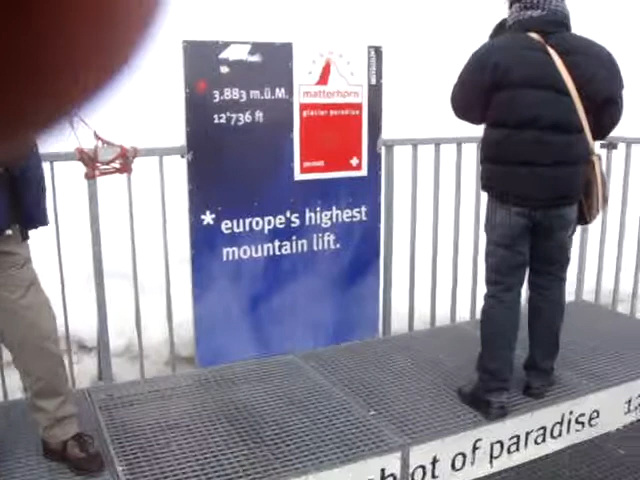 3.883 m.ü.M.
12'736 ft
matterhorn
glacier paradise
* europe's highest
mountain lift.
ot of paradise